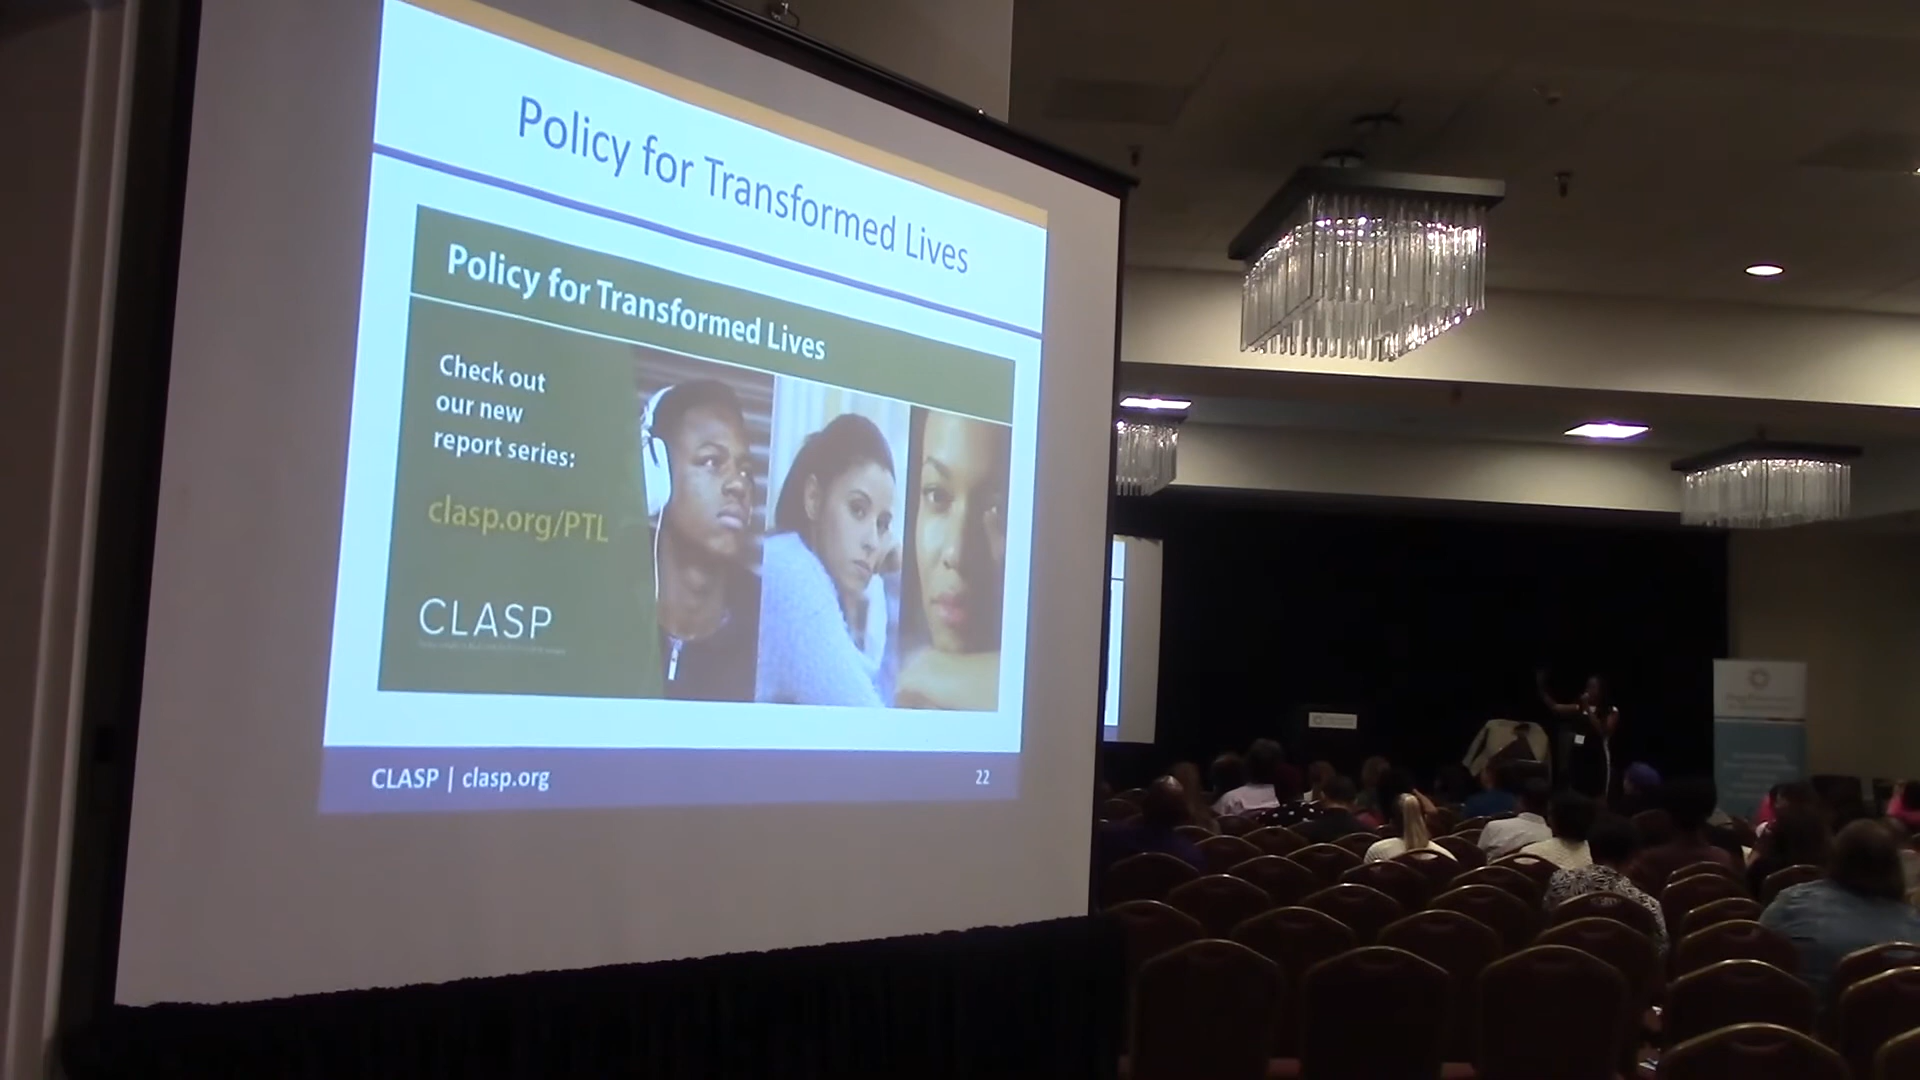 Policy for Transformed Lives
Policy for Transformed Lives
Check out
our new
report series:
clasp.org/PTL
CLASP
CLASP | clasp.org
22